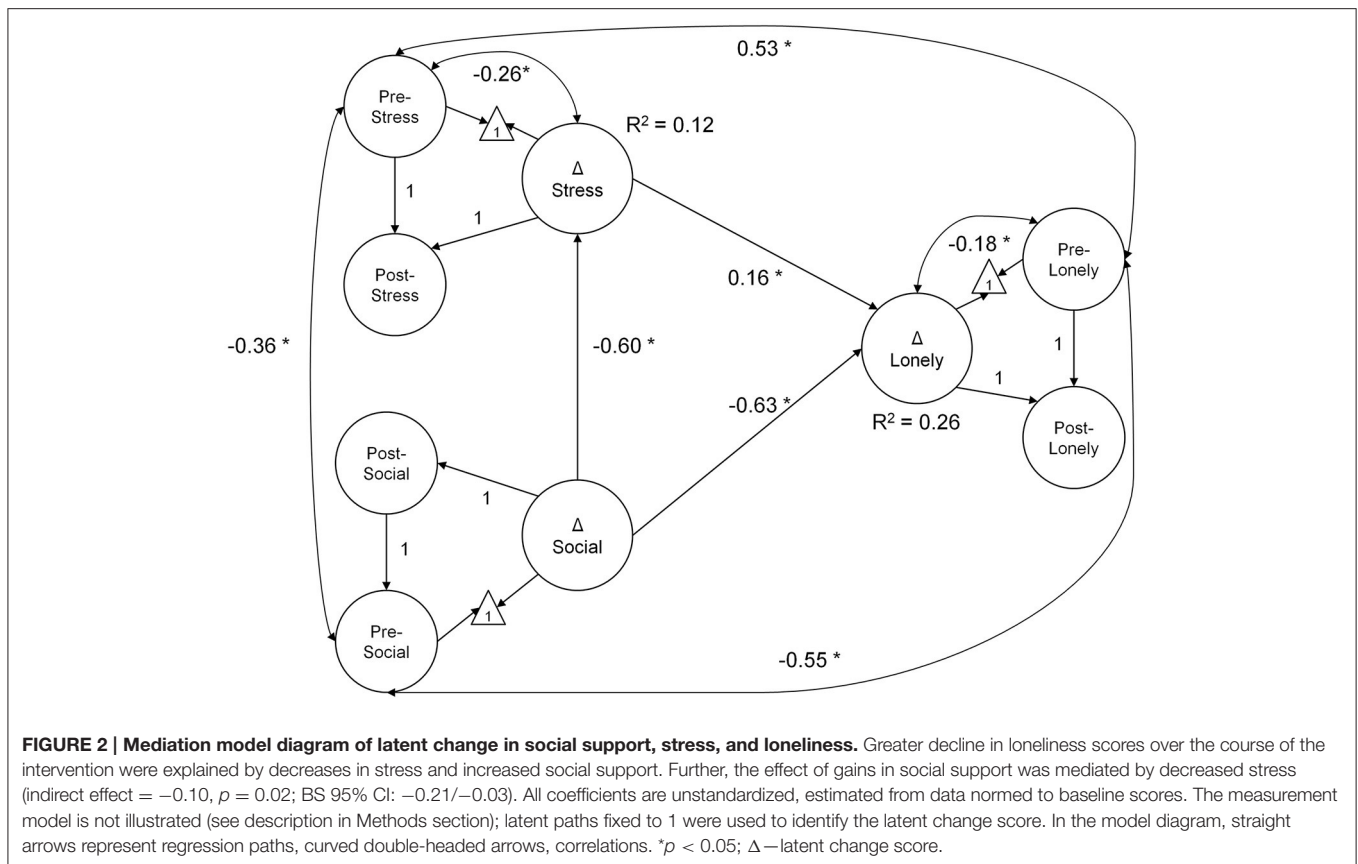 0.53 *
-0.26*
Pre-
Stress
1
R² = 0.12
Δ
Stress
1
1
Post-
Stress
-0.18 *
Pre-
Lonely
1
0.16 *
Δ
Lonely
-0.36 *
-0.60 *
1
1
-0.63 *
R² = 0.26
Post-
Lonely
Post-
Social
1
Δ
Social
1
1
Pre-
Social
-0.55 *
FIGURE 2 | Mediation model diagram of latent change in social support, stress, and loneliness. Greater decline in loneliness scores over the course of the
intervention were explained by decreases in stress and increased social support. Further, the effect of gains in social support was mediated by decreased stress
(indirect effect = −0.10, p = 0.02; BS 95% CI: −0.21/−0.03). All coefficients are unstandardized, estimated from data normed to baseline scores. The measurement
model is not illustrated (see description in Methods section); latent paths fixed to 1 were used to identify the latent change score. In the model diagram, straight
arrows represent regression paths, curved double-headed arrows, correlations. *p < 0.05; Δ—latent change score.